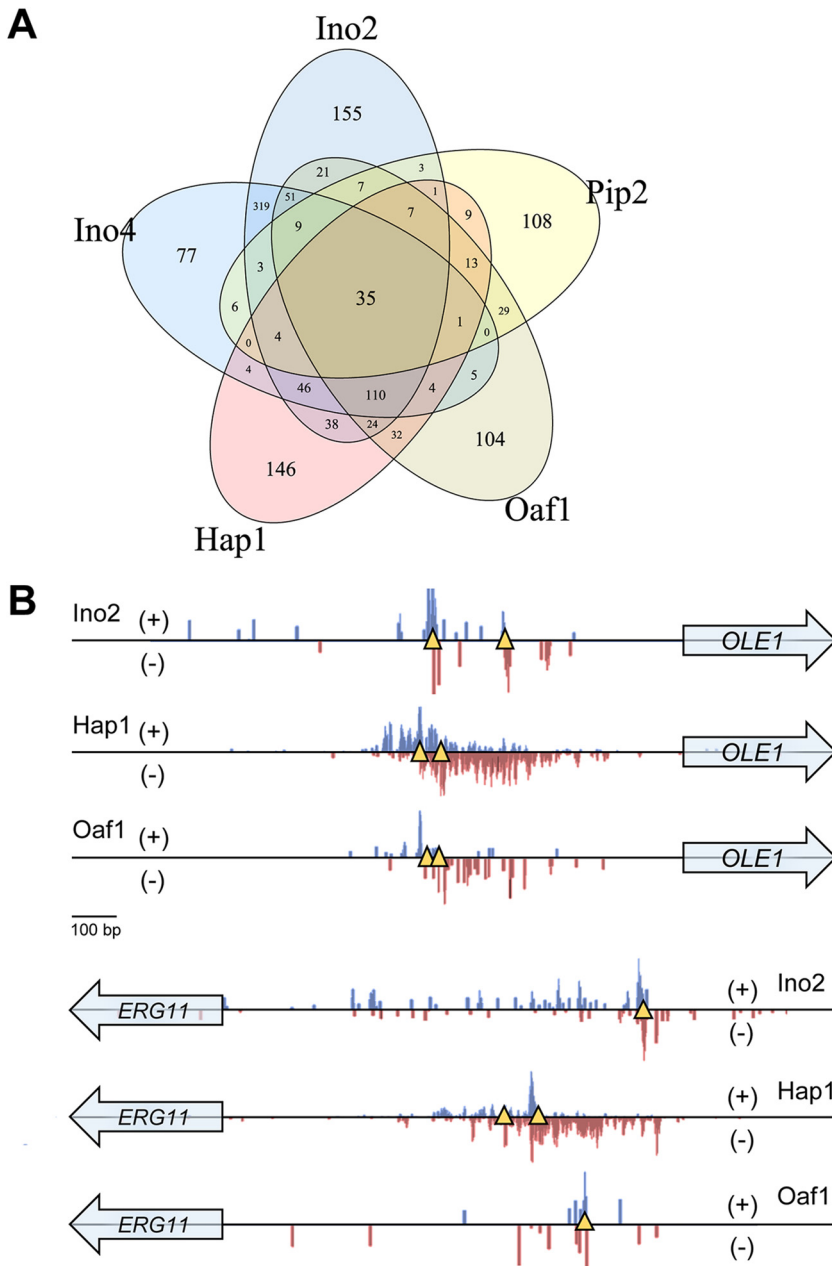 A
Ino2
155
Pip2
21
7
3
1
9
108
319
51
9
7
Ino4
77
3
13
35
6
29
0
4
1
0
4
46
110
4
5
38
24
32
104
146
Oaf1
Hap1
B
Ino2 (+)
(-)
OLE1
Hap1 (+)
(-)
OLE1
Oaf1 (+)
(-)
OLE1
100 bp
ERG11
(+) Ino2
(-)
ERG11
(+) Hap1
(-)
ERG11
(+) Oaf1
(-)